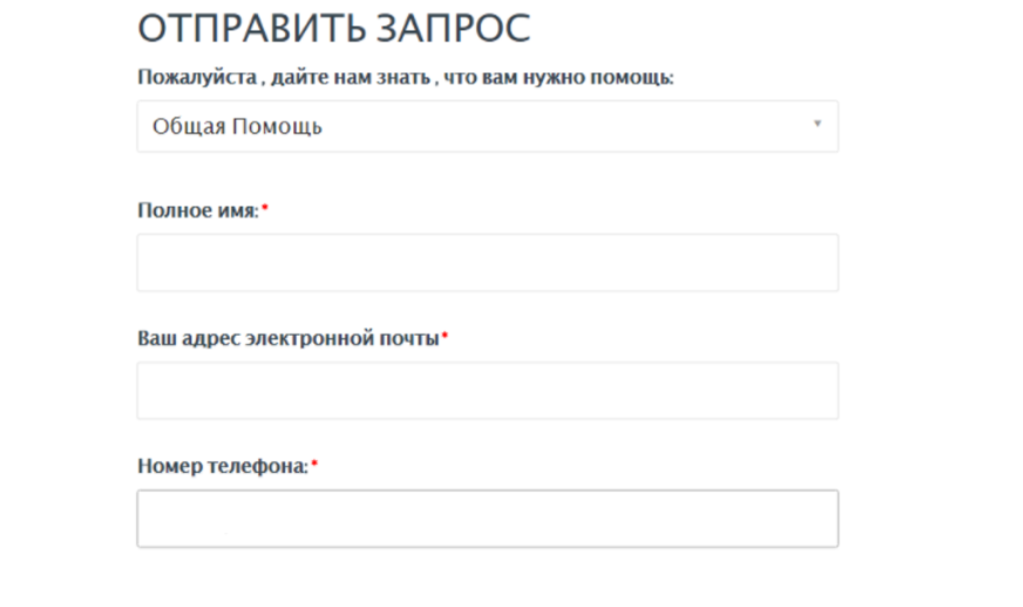 ОТПРАВИТЬ ЗАПРОС
Пожалуйста , дайте нам знать , что вам нужно помощь:
Общая Помощь
Полное имя:*
Ваш адрес электронной почты*
Номер телефона:*